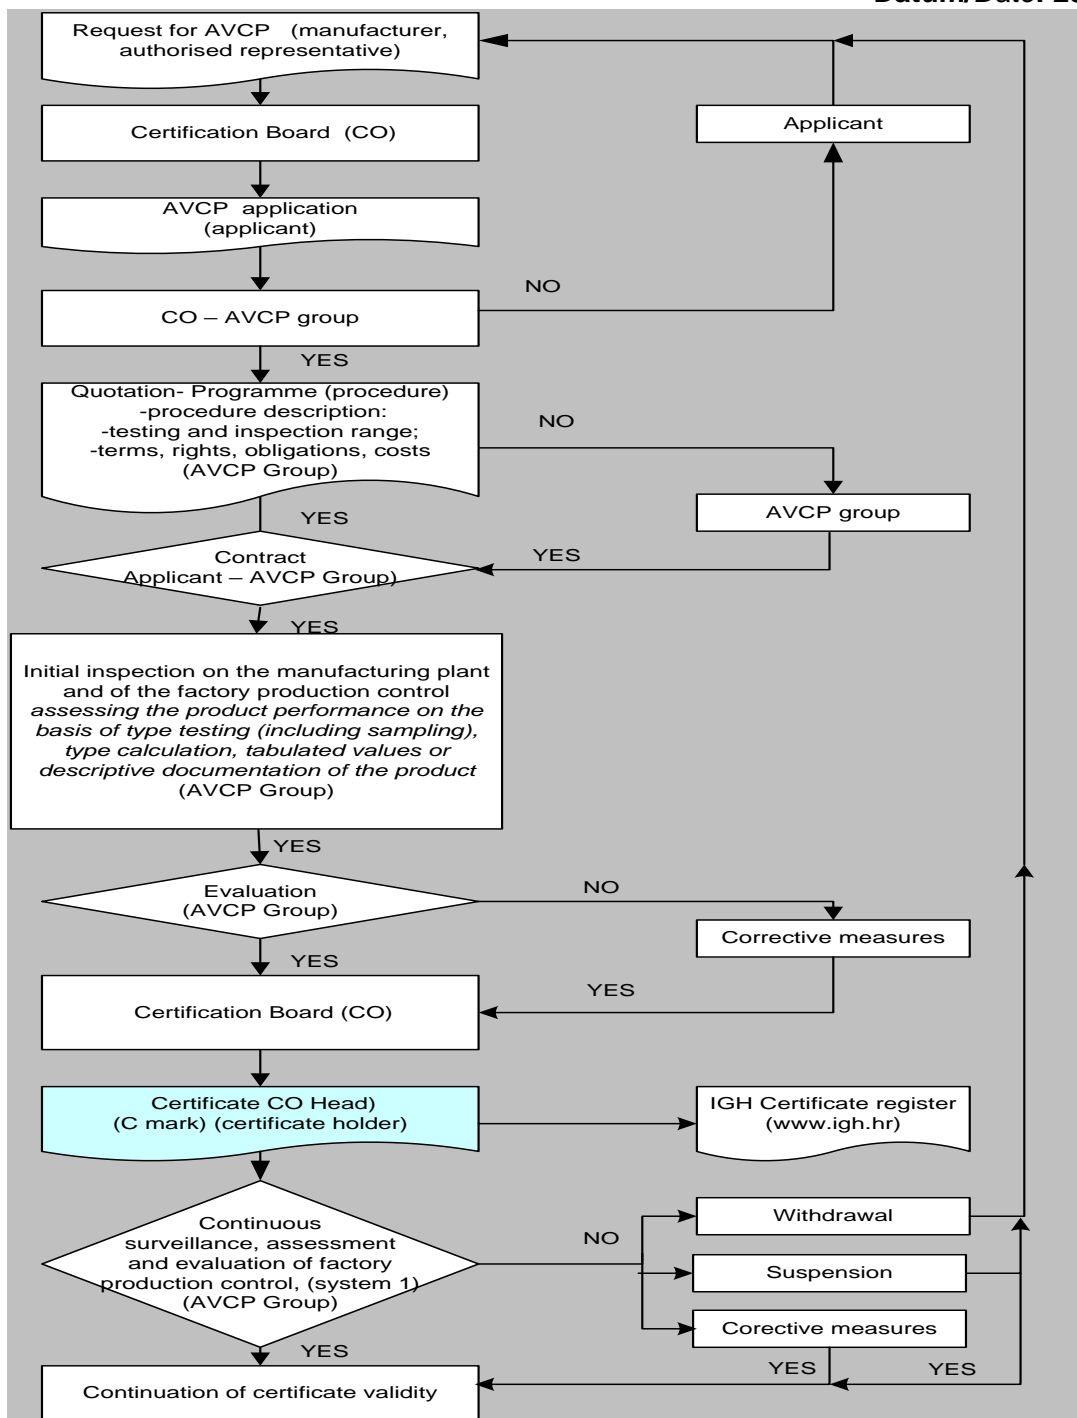 Datum/Date:
Request for AVCP (manufacturer,
authorised representative)
Certification Board (CO)
Applicant
AVCP application
(applicant)
NO
CO – AVCP group
YES
Quotation- Programme (procedure)
-procedure description:
-testing and inspection range;
-terms, rights, obligations, costs
(AVCP Group)
NO
AVCP group
YES
YES
Contract
Applicant – AVCP Group)
YES
Initial inspection on the manufacturing plant
and of the factory production control
assessing the product performance on the
basis of type testing (including sampling),
type calculation, tabulated values or
descriptive documentation of the product
(AVCP Group)
YES
Evaluation
(AVCP Group)
NO
Corrective measures
YES
YES
Certification Board (CO)
Certificate CO Head)
(C mark) (certificate holder)
IGH Certificate register
(www.igh.hr)
Continuous
surveillance, assessment
and evaluation of factory
production control, (system 1)
(AVCP Group)
NO
Withdrawal
Suspension
Corective measures
YES
YES
YES
Continuation of certificate validity